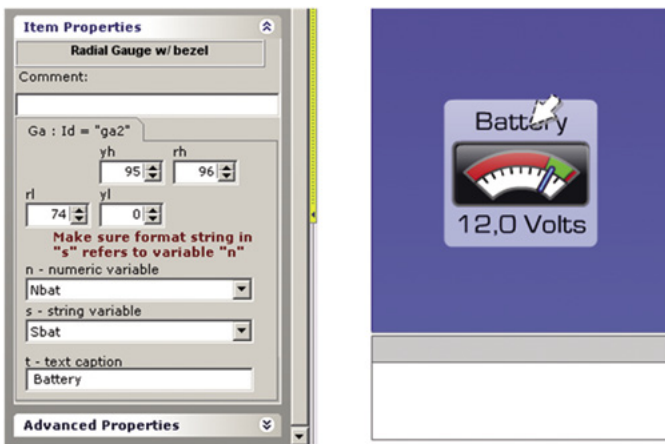 Item Properties
Radial Gauge w/ bezel
Comment:
Ga : Id = "ga2"
yh rh
95 96
rl yl
74 0
Make sure format string in
"s" refers to variable "n"
n - numeric variable
Nbat
s - string variable
Sbat
t - text caption
Battery
Advanced Properties
Battery
12,0 Volts